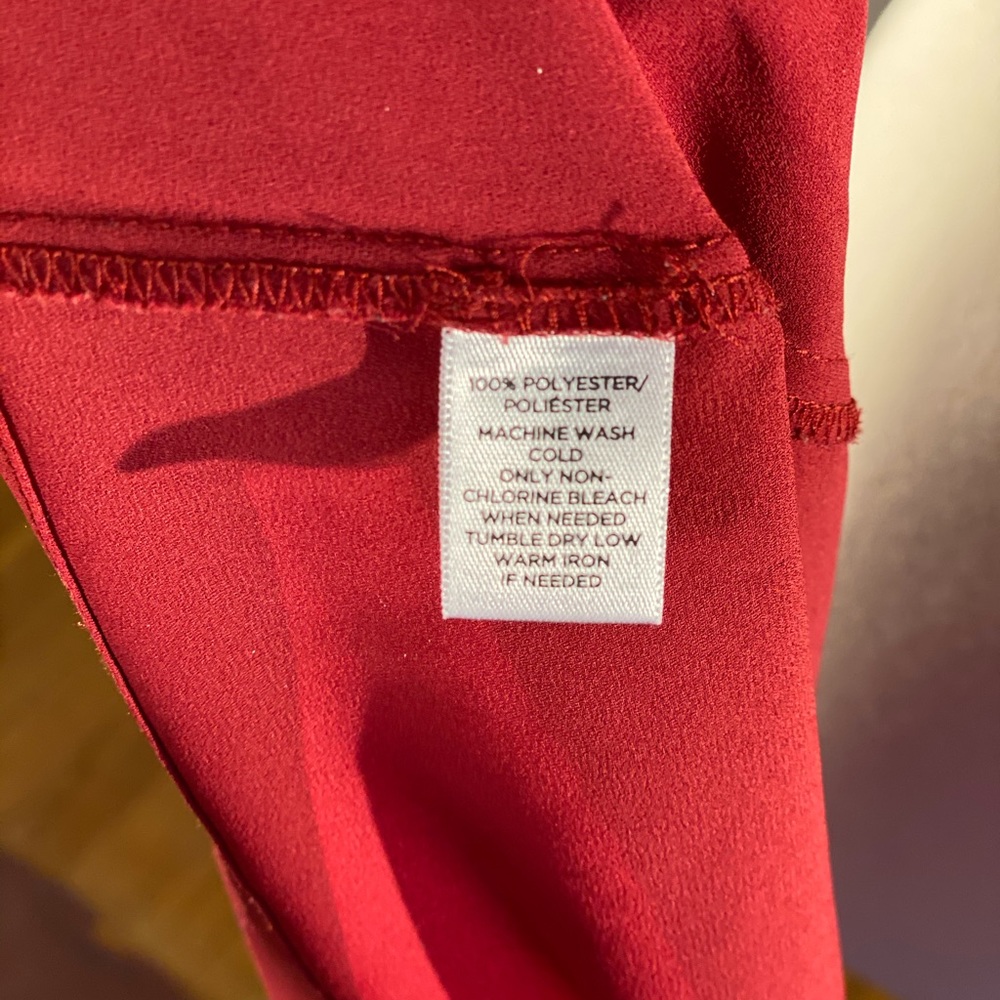 100% POLYESTER/
POLIÉSTER
MACHINE WASH
COLD
ONLY NON-
CHLORINE BLEACH
WHEN NEEDED
TUMBLE DRY LOW
WARM IRON
IF NEEDED